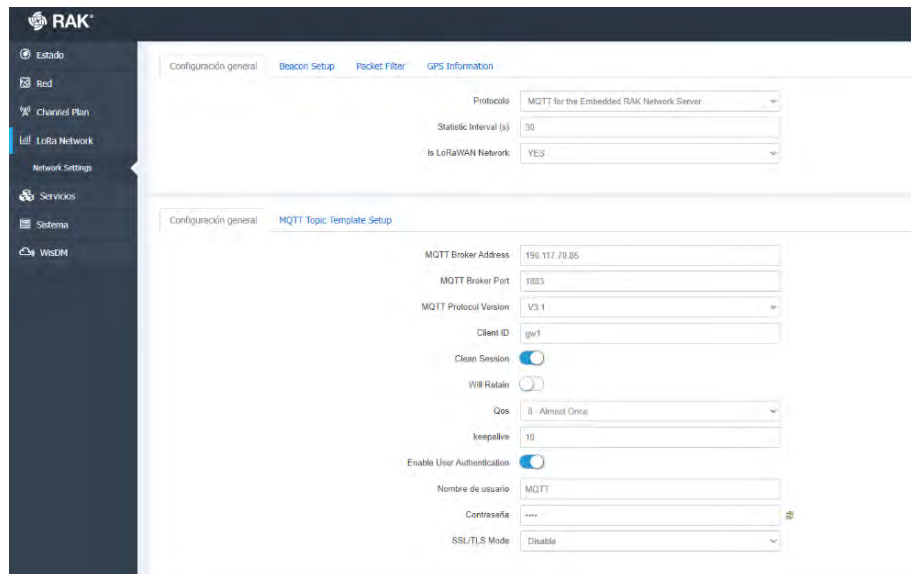 RAK®
Estado
Red
Channel Plan
LoRa Network
Network Settings
Servicios
Sistema
WisDM
Configuración general Beacon Setup Packet Filter GPS Information
Protocolo MQTT for the Embedded RAK Network Server
Statistic Interval (s) 30
Is LoRaWAN Network YES
Configuración general MQTT Topic Template Setup
MQTT Broker Address 190.117.70.85
MQTT Broker Port 1883
MQTT Protocol Version V3.1
Client ID gw1
Clean Session
Will Retain
Qos 0 - Almost Once
keepalive 10
Enable User Authentication
Nombre de usuario MQTT
Contraseña ••••
SSL/TLS Mode Disable